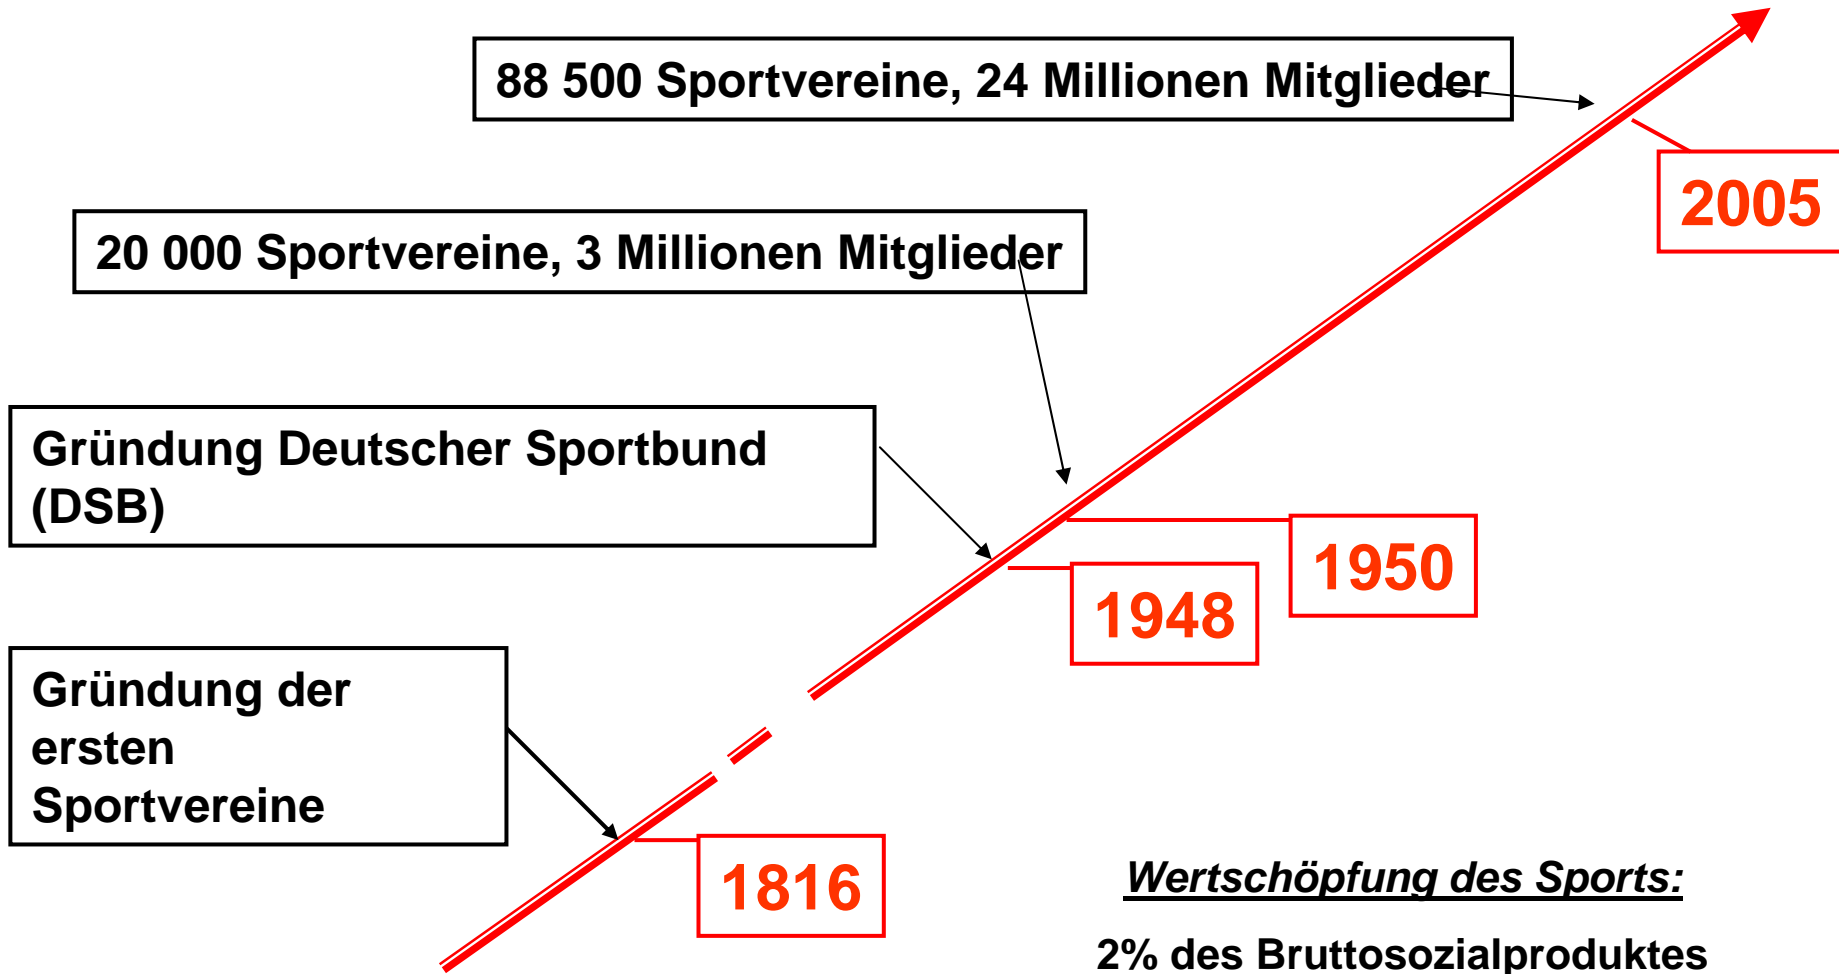 88 500 Sportvereine, 24 Millionen Mitglieder
2005
20 000 Sportvereine, 3 Millionen Mitglieder
Gründung Deutscher Sportbund
(DSB)
1950
1948
Gründung der
ersten
Sportvereine
1816
Wertschöpfung des Sports:
2% des Bruttosozialproduktes